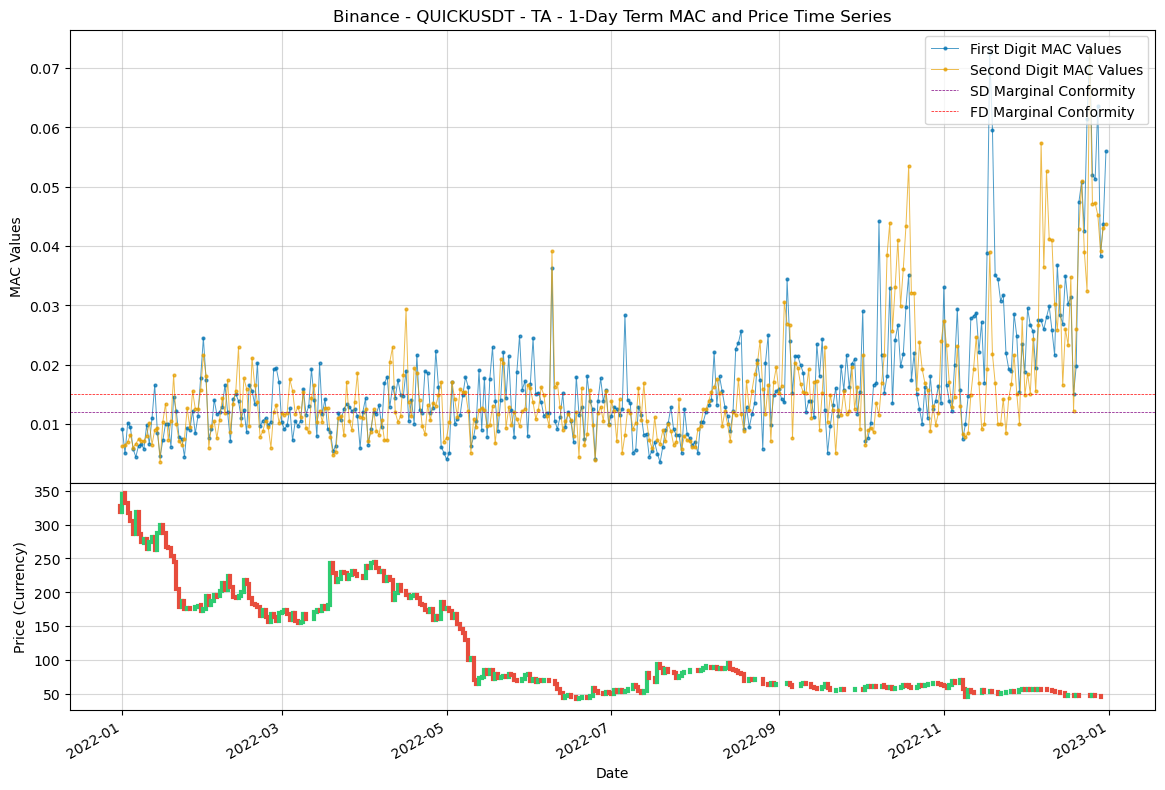 Binance - QUICKUSDT - TA - 1-Day Term MAC and Price Time Series
First Digit MAC Values
Second Digit MAC Values
SD Marginal Conformity
FD Marginal Conformity
MAC Values
0.07
0.06
0.05
0.04
0.03
0.02
0.01
Price (Currency)
350
300
250
200
150
100
50
2022-01
2022-03
2022-05
2022-07
2022-09
2022-11
2023-01
Date